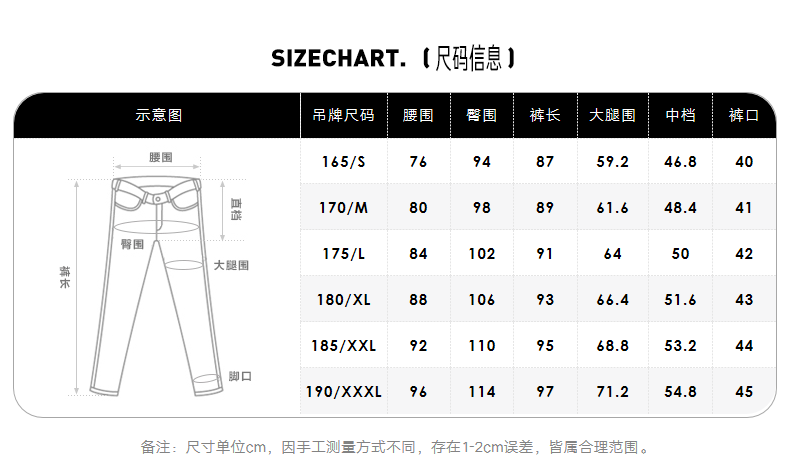 SIZECHART.（尺码信息）
示意图 吊牌尺码 腰围 臀围 裤长 大腿围 中档 裤口
165/S 76 94 87 59.2 46.8 40
170/M 80 98 89 61.6 48.4 41
175/L 84 102 91 64 50 42
180/XL 88 106 93 66.4 51.6 43
185/XXL 92 110 95 68.8 53.2 44
190/XXXL 96 114 97 71.2 54.8 45
腰围
直裆
臀围
大腿围
裤长
脚口
备注：尺寸单位cm，因手工测量方式不同，存在1-2cm误差，皆属合理范围。